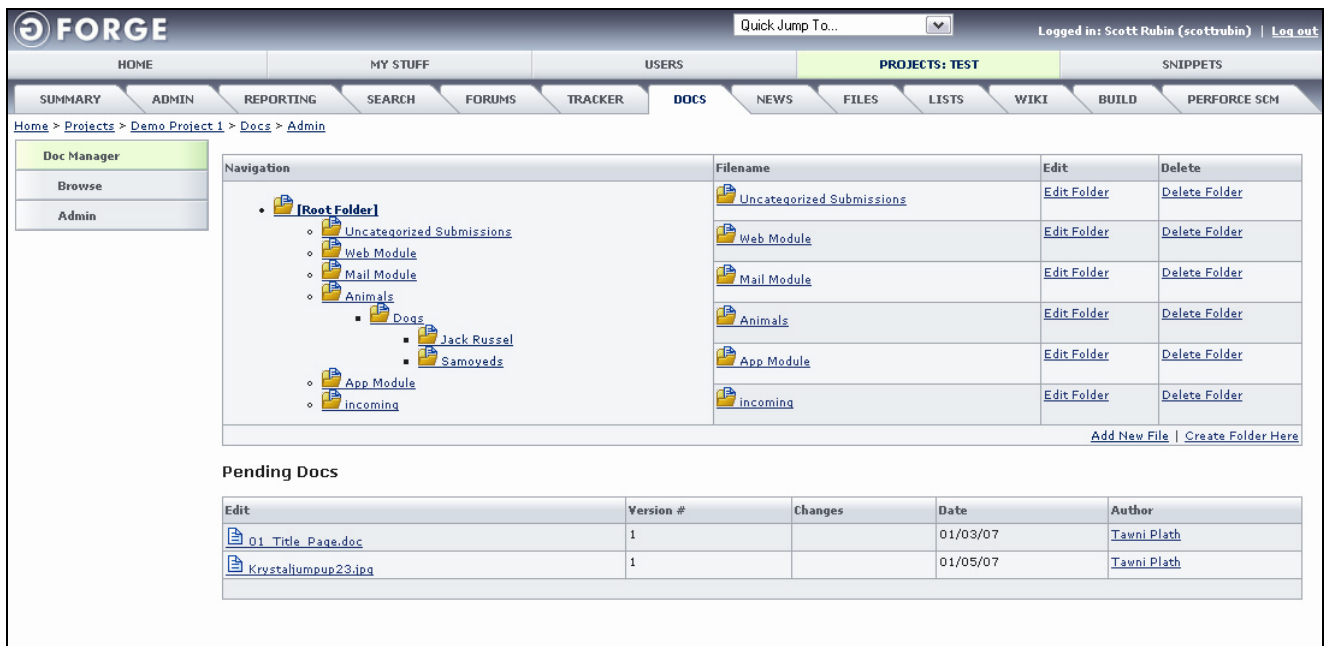 GFORGE
Quick Jump To...
Logged in: Scott Rubin (scottrubin) | Log out
HOME MY STUFF USERS PROJECTS: TEST SNIPPETS
SUMMARY ADMIN REPORTING SEARCH FORUMS TRACKER DOCS NEWS FILES LISTS WIKI BUILD PERFORCE SCM
Home > Projects > Demo Project 1 > Docs > Admin
Doc Manager
Browse
Admin
Navigation Filename Edit Delete
[Root Folder]
Uncategorized Submissions
Web Module
Mail Module
Animals
Dogs
Jack Russel
Samoyeds
App Module
incoming
Uncategorized Submissions Edit Folder Delete Folder
Web Module Edit Folder Delete Folder
Mail Module Edit Folder Delete Folder
Animals Edit Folder Delete Folder
App Module Edit Folder Delete Folder
incoming Edit Folder Delete Folder
Add New File | Create Folder Here
Pending Docs
Edit Version # Changes Date Author
01_Title_Page.doc 1 01/03/07 Tawni Plath
Krystaljumpup23.jpg 1 01/05/07 Tawni Plath